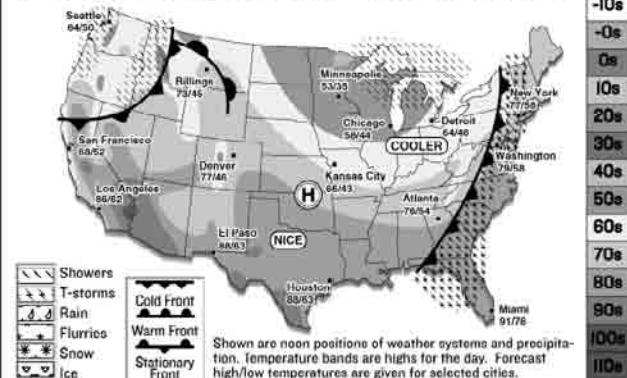 Seattle
64/50
Billings
73/45
Minneapolis
53/35
New York
77/58
Chicago
58/44
Detroit
64/46
COOLER
San Francisco
68/52
Denver
77/46
Kansas City
66/43
Washington
79/58
Los Angeles
86/62
H
Atlanta
76/54
El Paso
88/63
NICE
Houston
88/63
Miami
91/76
Showers
T-storms
Rain
Flurries
Snow
Ice
Cold Front
Warm Front
Stationary
Front
Shown are noon positions of weather systems and precipita-
tion. Temperature bands are highs for the day. Forecast
high/low temperatures are given for selected cities.
-10s
-0s
0s
10s
20s
30s
40s
50s
60s
70s
80s
90s
100s
110s